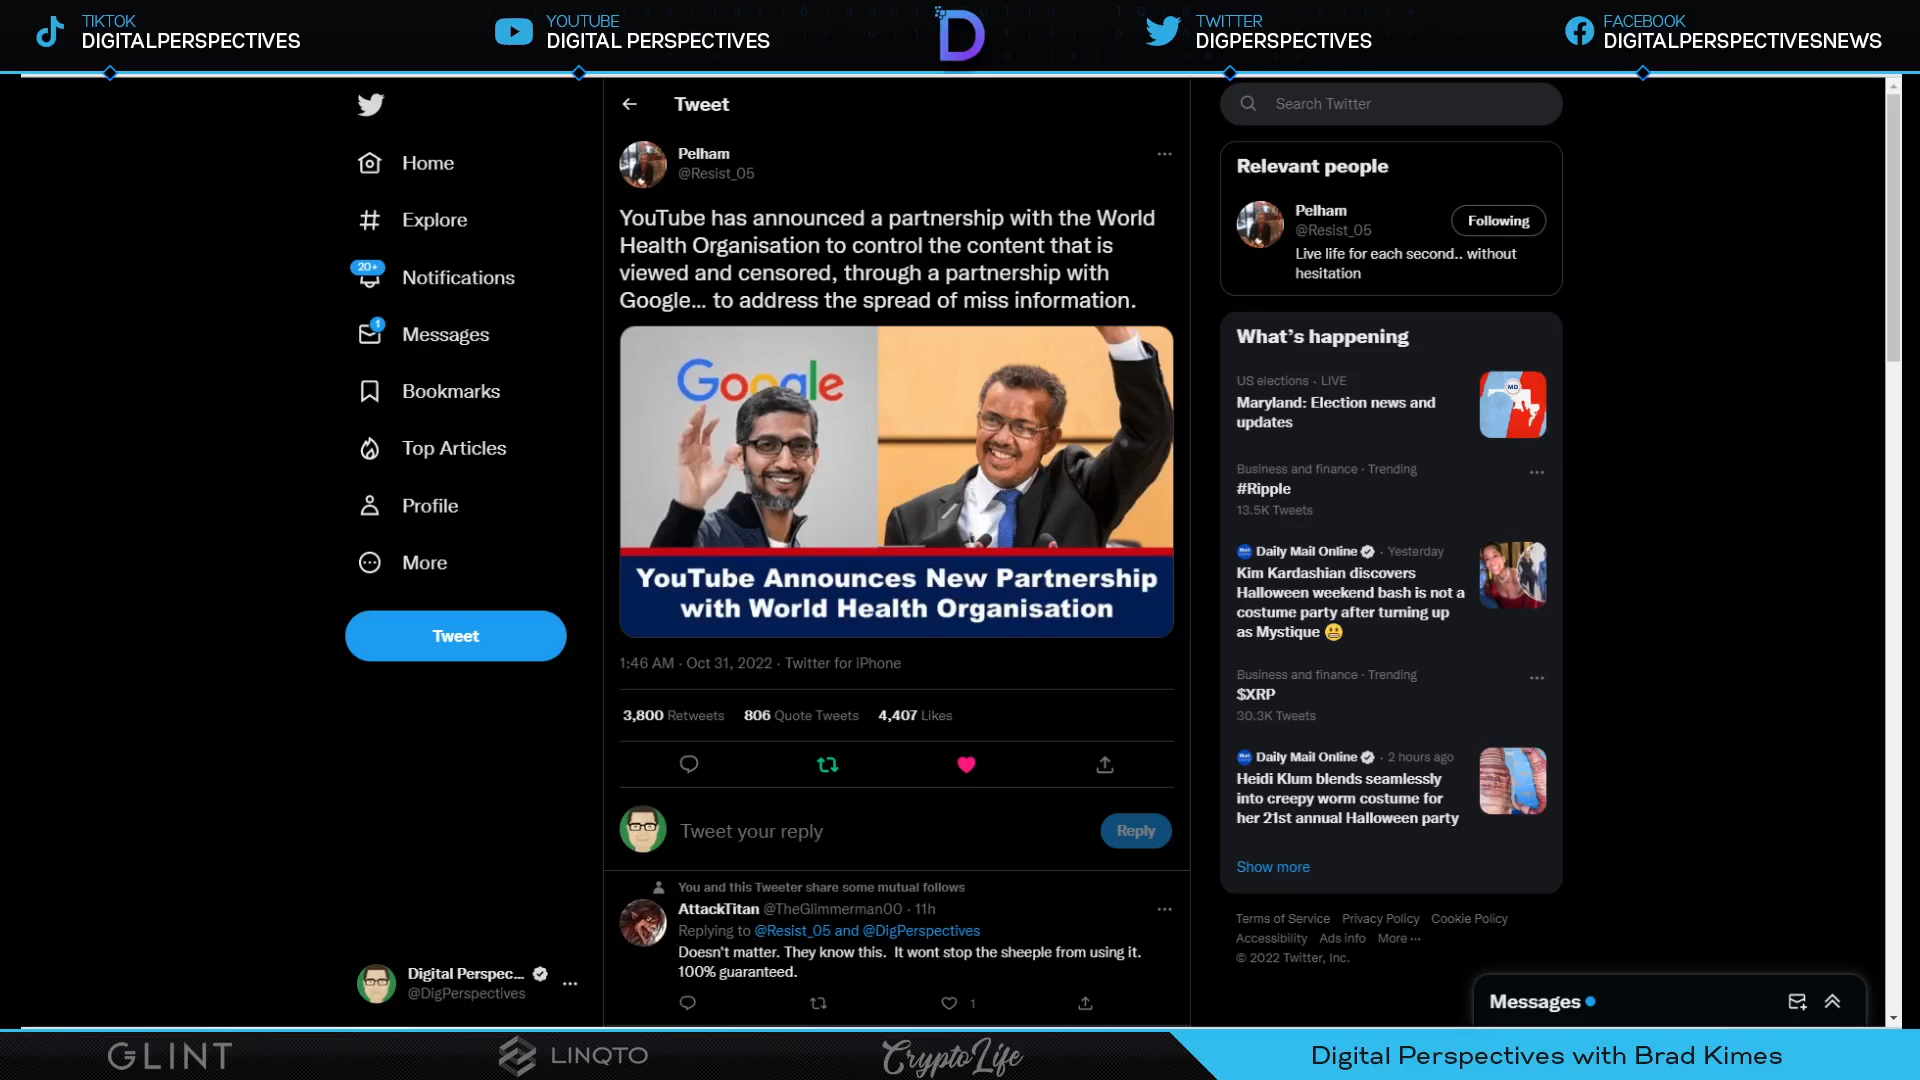 TIKTOK
DIGITALPERSPECTIVES
YOUTUBE
DIGITAL PERSPECTIVES
D
TWITTER
DIGPERSPECTIVES
FACEBOOK
DIGITALPERSPECTIVESNEWS
Home
Explore
20+
Notifications
1
Messages
Bookmarks
Top Articles
Profile
More
Tweet
Digital Perspec...
@DigPerspectives
Tweet
Pelham
@Resist_05
YouTube has announced a partnership with the World
Health Organisation to control the content that is
viewed and censored, through a partnership with
Google... to address the spread of miss information.
Google
YouTube Announces New Partnership
with World Health Organisation
1:46 AM · Oct 31, 2022 · Twitter for iPhone
3,800 Retweets 806 Quote Tweets 4,407 Likes
Tweet your reply
Reply
You and this Tweeter share some mutual follows
AttackTitan @TheGlimmerman00 · 11h
Replying to @Resist_05 and @DigPerspectives
Doesn't matter. They know this. It wont stop the sheeple from using it.
100% guaranteed.
1
Search Twitter
Relevant people
Pelham
@Resist_05
Following
Live life for each second.. without
hesitation
What's happening
US elections · LIVE
Maryland: Election news and
updates
MD
Business and finance · Trending
#Ripple
13.5K Tweets
Daily Mail Online · Yesterday
Kim Kardashian discovers
Halloween weekend bash is not a
costume party after turning up
as Mystique 😬
Business and finance · Trending
$XRP
30.3K Tweets
Daily Mail Online · 2 hours ago
Heidi Klum blends seamlessly
into creepy worm costume for
her 21st annual Halloween party
Show more
Terms of Service Privacy Policy Cookie Policy
Accessibility Ads info More ···
© 2022 Twitter, Inc.
Messages
GLINT
LINQTO
CryptoLife
Digital Perspectives with Brad Kimes